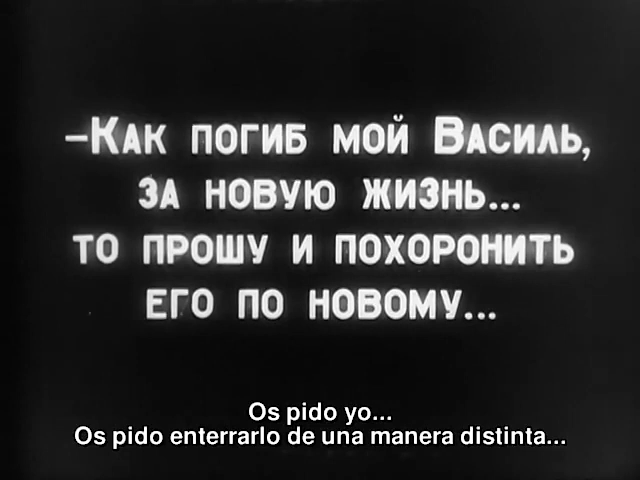 –Как погиб мой Василь,
за новую жизнь...
то прошу и похоронить
его по новому...
Os pido yo...
Os pido enterrarlo de una manera distinta...